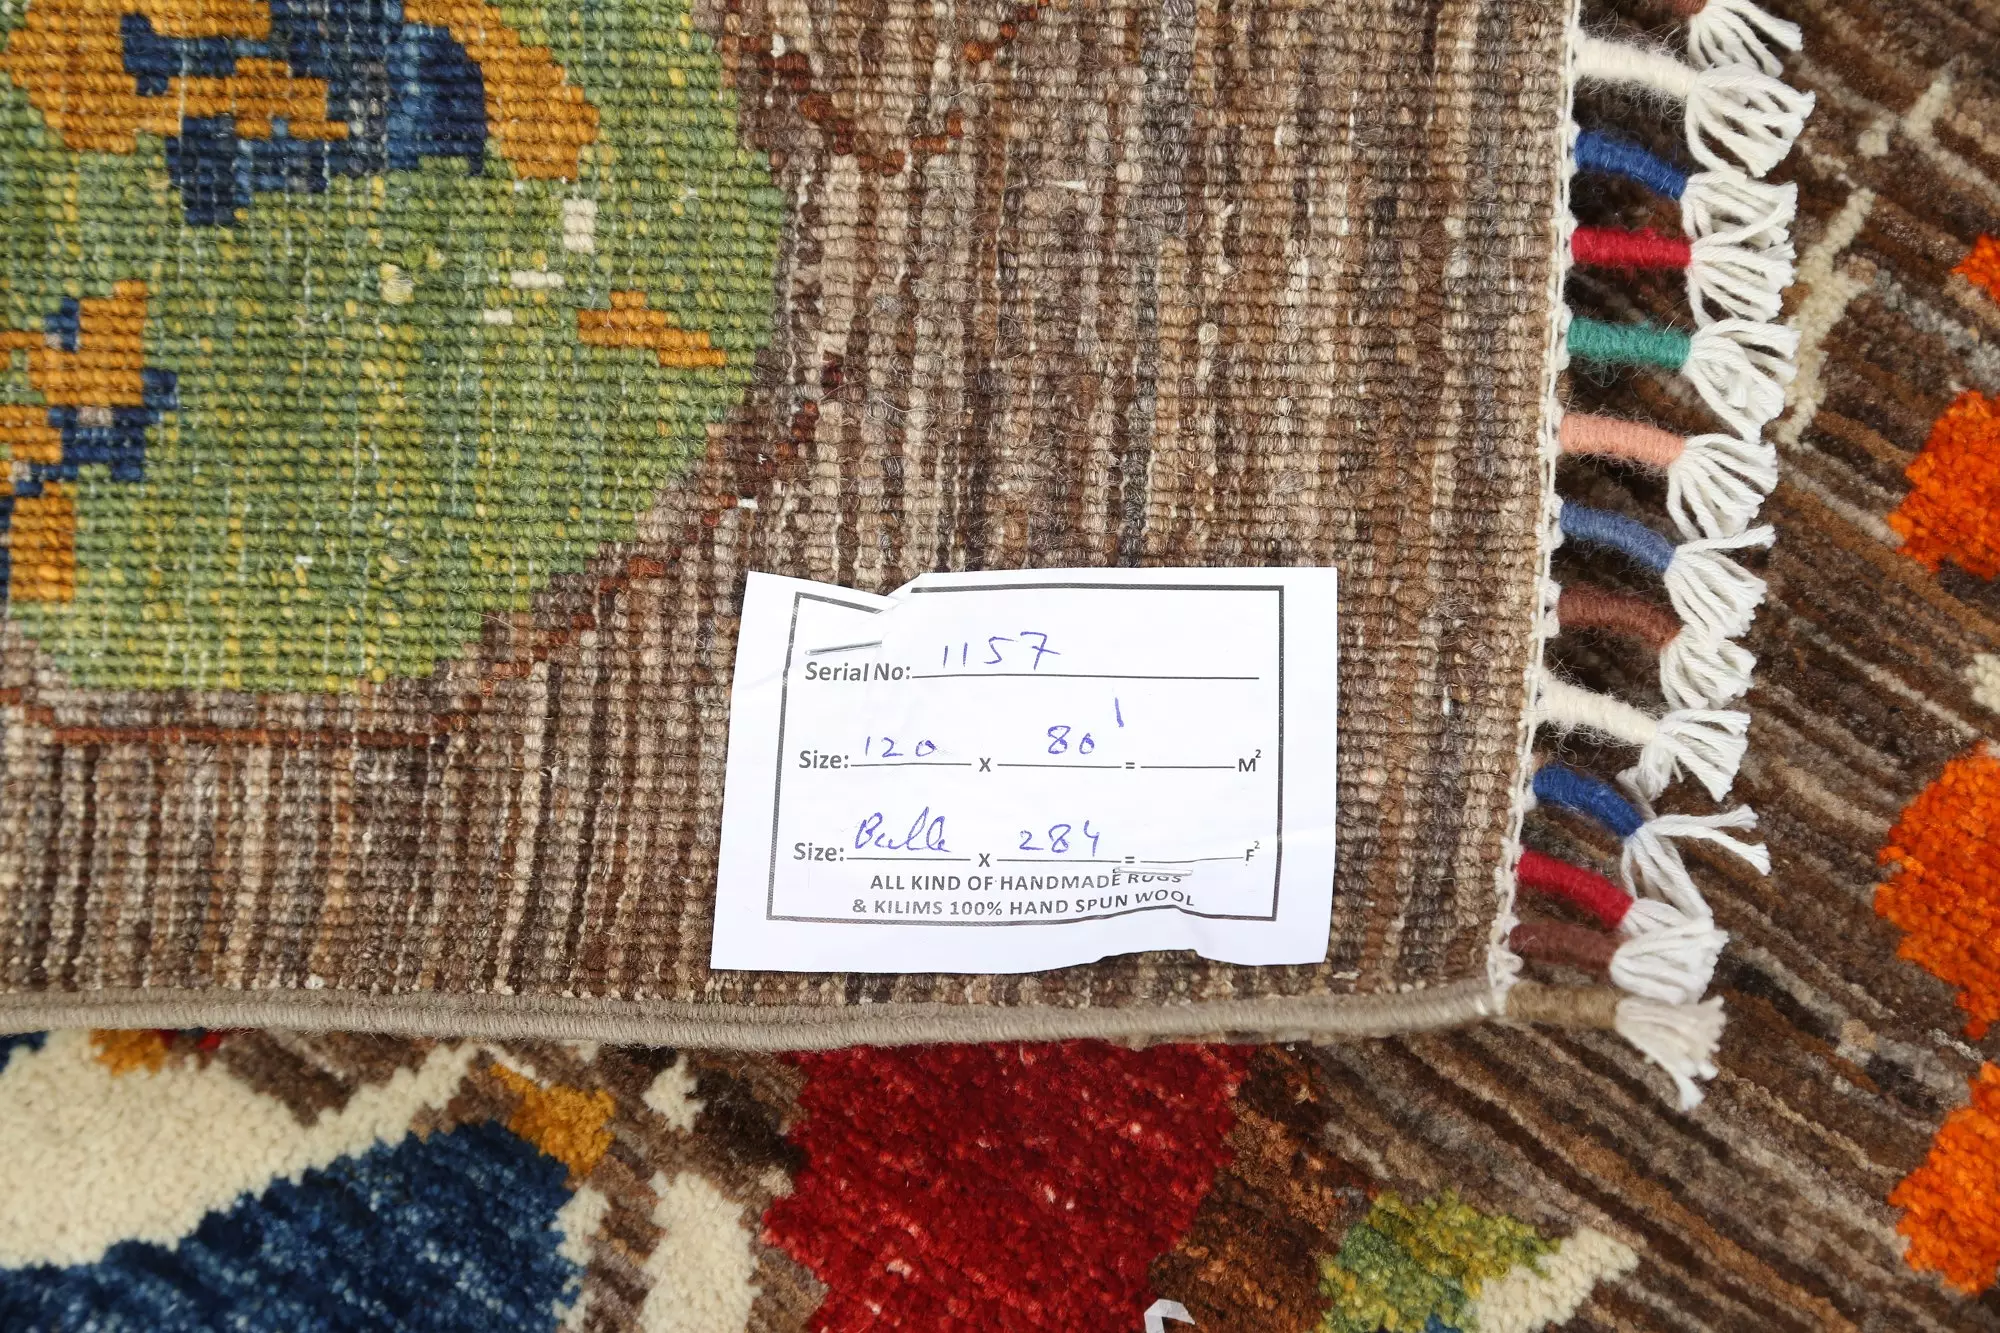 Serial No: 1157
Size: 120 x 80 = M²
Size: x 284 = F²
ALL KIND OF HANDMADE RUGS
& KILIMS 100% HAND SPUN WOOL